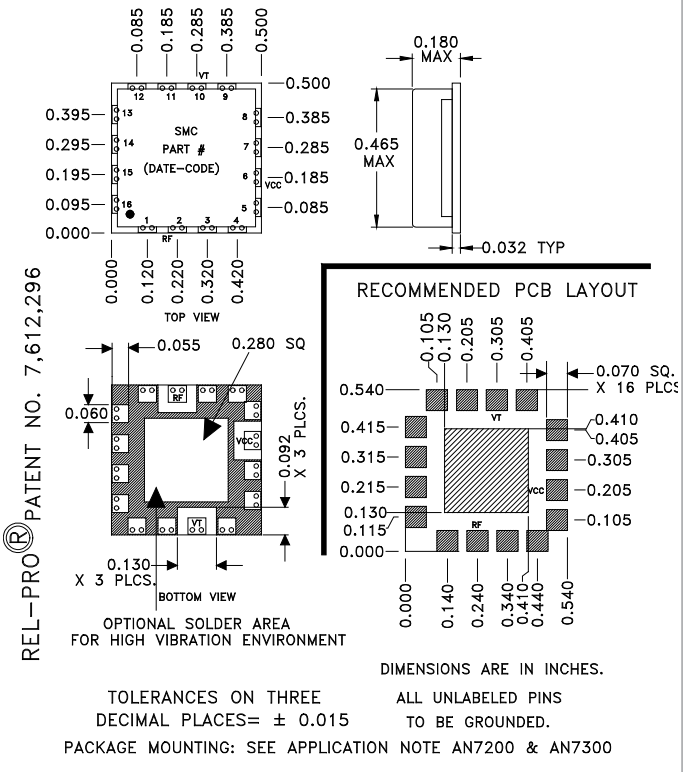 0.085
0.185
0.285
0.385
0.500
VT
12 11 10 9
0.500
0.395
13
8
0.385
SMC
PART #
(DATE-CODE)
0.295
14
7
0.285
0.195
15
6
0.185
VCC
0.095
16
5
0.085
0.000
1 2 3 4
RF
0.000
0.120
0.220
0.320
0.420
TOP VIEW
0.180
MAX
0.465
MAX
0.032 TYP
REL-PRO® PATENT NO. 7,612,296
0.055
0.280 SQ
0.060
RF
VCC
0.092
X 3 PLCS.
VT
0.130
X 3 PLCS.
BOTTOM VIEW
OPTIONAL SOLDER AREA
FOR HIGH VIBRATION ENVIRONMENT
RECOMMENDED PCB LAYOUT
0.105
0.130
0.205
0.305
0.405
0.070 SQ.
X 16 PLCS
0.540
VT
0.415
0.410
0.405
0.315
0.305
0.215
VCC
0.205
0.130
0.115
RF
0.105
0.000
0.000
0.140
0.240
0.340
0.410
0.440
0.540
DIMENSIONS ARE IN INCHES.
TOLERANCES ON THREE
DECIMAL PLACES= ± 0.015
ALL UNLABELED PINS
TO BE GROUNDED.
PACKAGE MOUNTING: SEE APPLICATION NOTE AN7200 & AN7300